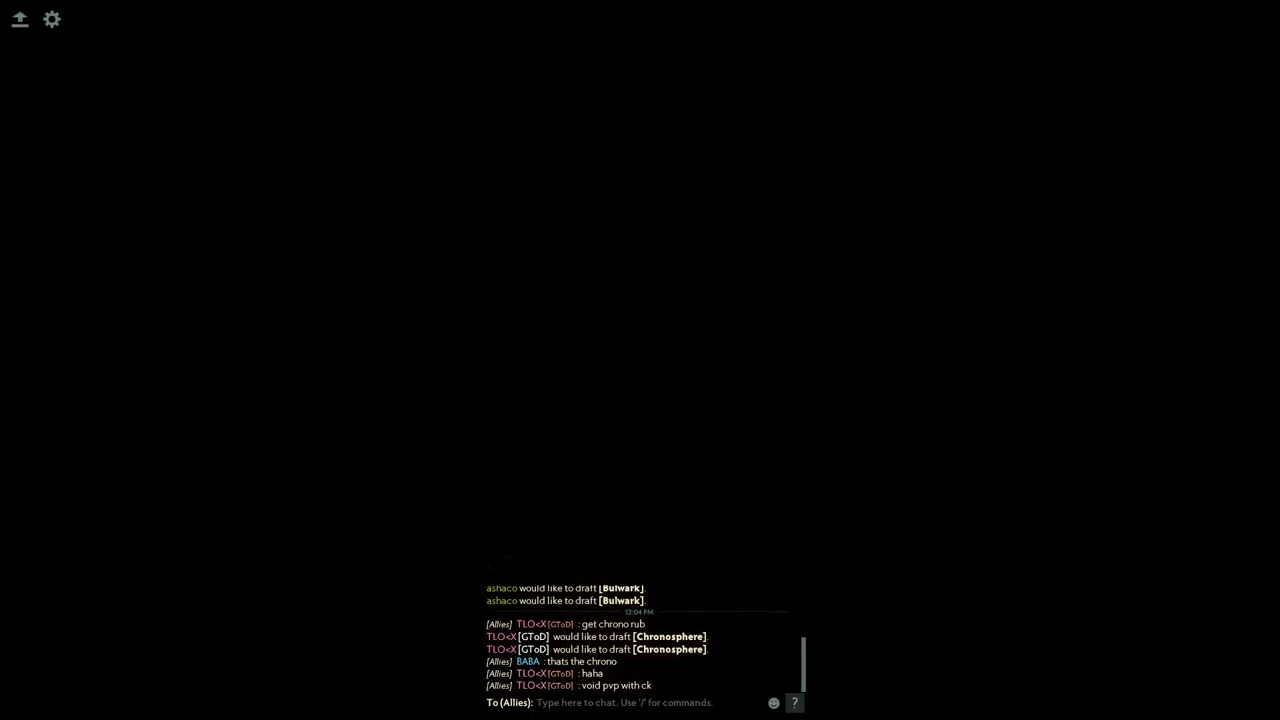 ashaco would like to draft [Bulwark].
ashaco would like to draft [Bulwark].
12:04 PM
[Allies] TLO<X[GToD] : get chrono rub
TLO<X[GToD] would like to draft [Chronosphere].
TLO<X[GToD] would like to draft [Chronosphere].
[Allies] BABA : thats the chrono
[Allies] TLO<X[GToD] : haha
[Allies] TLO<X[GToD] : void pvp with ck
To (Allies): Type here to chat. Use '/' for commands.
?